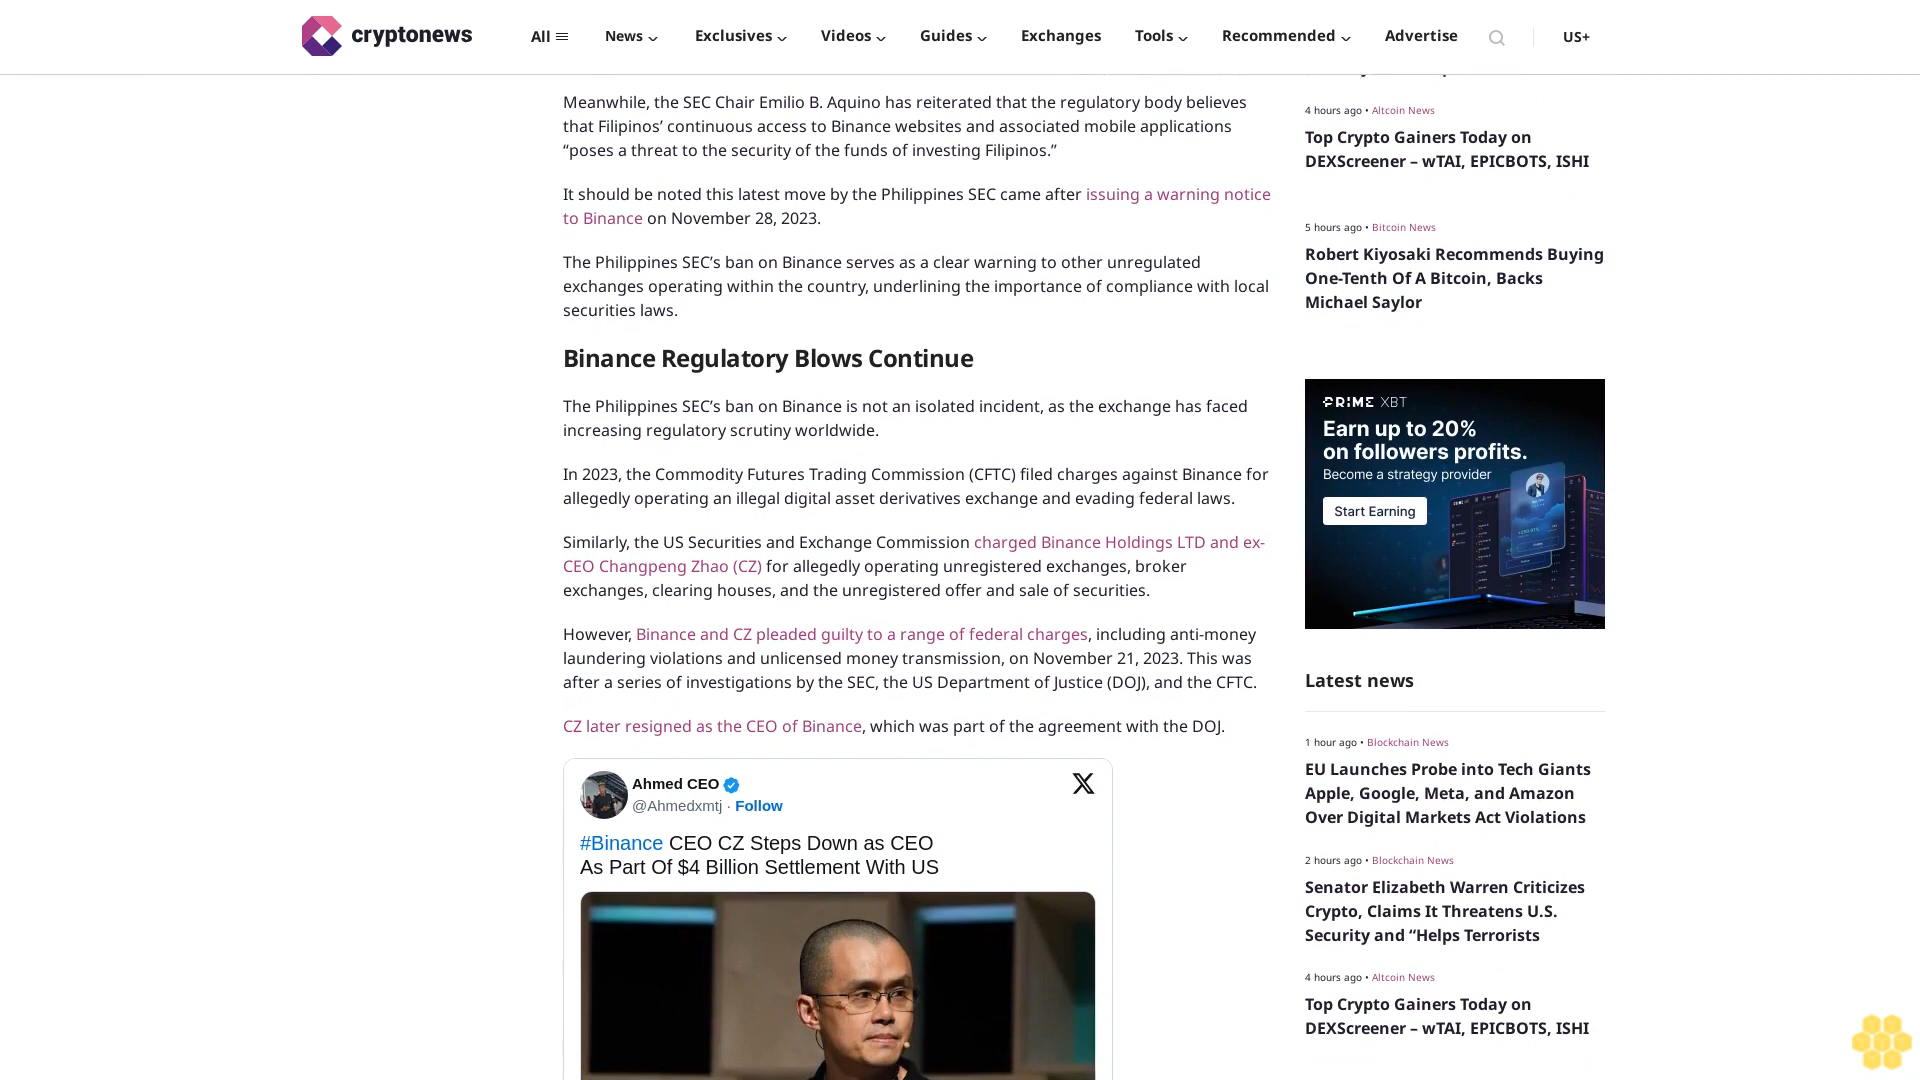 cryptonews
All
News
Exclusives
Videos
Guides
Exchanges
Tools
Recommended
Advertise
US+
Meanwhile, the SEC Chair Emilio B. Aquino has reiterated that the regulatory body believes
that Filipinos’ continuous access to Binance websites and associated mobile applications
“poses a threat to the security of the funds of investing Filipinos.”
It should be noted this latest move by the Philippines SEC came after issuing a warning notice
to Binance on November 28, 2023.
The Philippines SEC’s ban on Binance serves as a clear warning to other unregulated
exchanges operating within the country, underlining the importance of compliance with local
securities laws.
Binance Regulatory Blows Continue
The Philippines SEC’s ban on Binance is not an isolated incident, as the exchange has faced
increasing regulatory scrutiny worldwide.
In 2023, the Commodity Futures Trading Commission (CFTC) filed charges against Binance for
allegedly operating an illegal digital asset derivatives exchange and evading federal laws.
Similarly, the US Securities and Exchange Commission charged Binance Holdings LTD and ex-
CEO Changpeng Zhao (CZ) for allegedly operating unregistered exchanges, broker
exchanges, clearing houses, and the unregistered offer and sale of securities.
However, Binance and CZ pleaded guilty to a range of federal charges, including anti-money
laundering violations and unlicensed money transmission, on November 21, 2023. This was
after a series of investigations by the SEC, the US Department of Justice (DOJ), and the CFTC.
CZ later resigned as the CEO of Binance, which was part of the agreement with the DOJ.
Ahmed CEO
@Ahmedxmtj · Follow
#Binance CEO CZ Steps Down as CEO
As Part Of $4 Billion Settlement With US
4 hours ago • Altcoin News
Top Crypto Gainers Today on
DEXScreener – wTAI, EPICBOTS, ISHI
5 hours ago • Bitcoin News
Robert Kiyosaki Recommends Buying
One-Tenth Of A Bitcoin, Backs
Michael Saylor
PRIME XBT
Earn up to 20%
on followers profits.
Become a strategy provider
Start Earning
Latest news
1 hour ago • Blockchain News
EU Launches Probe into Tech Giants
Apple, Google, Meta, and Amazon
Over Digital Markets Act Violations
2 hours ago • Blockchain News
Senator Elizabeth Warren Criticizes
Crypto, Claims It Threatens U.S.
Security and “Helps Terrorists
4 hours ago • Altcoin News
Top Crypto Gainers Today on
DEXScreener – wTAI, EPICBOTS, ISHI